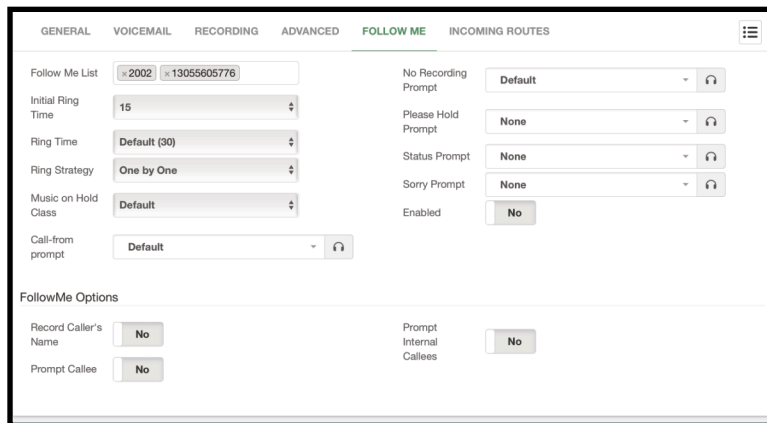 GENERAL VOICEMAIL RECORDING ADVANCED FOLLOW ME INCOMING ROUTES
Follow Me List ×2002 ×13055605776
Initial Ring
Time
15
Ring Time Default (30)
Ring Strategy One by One
Music on Hold
Class
Default
Call-from
prompt
Default
No Recording
Prompt
Default
Please Hold
Prompt
None
Status Prompt None
Sorry Prompt None
Enabled No
FollowMe Options
Record Caller's
Name
No
Prompt Callee No
Prompt
Internal
Callees
No